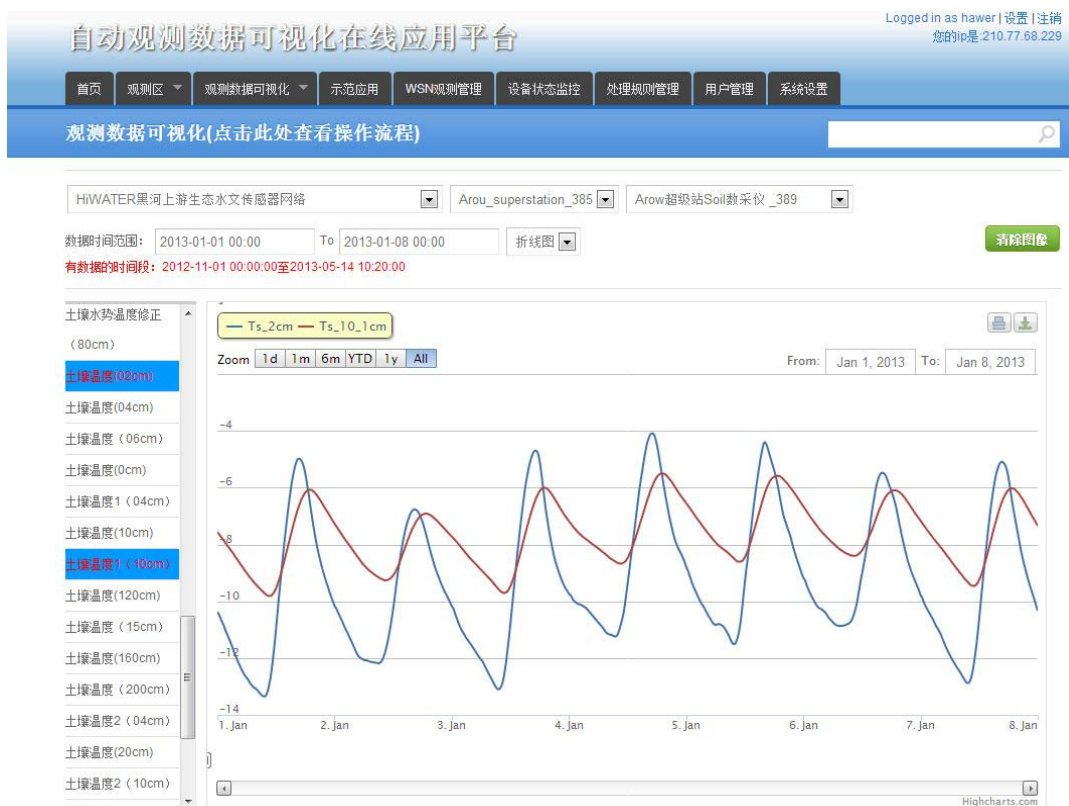 Logged in as hawer | 设置 | 注销
您的ip是:210.77.68.229
自动观测数据可视化在线应用平台
首页 观测区 观测数据可视化 示范应用 WSN观测管理 设备状态监控 处理规则管理 用户管理 系统设置
观测数据可视化(点击此处查看操作流程)
HiWATER黑河上游生态水文传感器网络 Arou_superstation_385 Arow超级站Soil数采仪 _389
数据时间范围: 2013-01-01 00:00 To 2013-01-08 00:00 折线图 清除图像
有数据的时间段：2012-11-01 00:00:00至2013-05-14 10:20:00
土壤水势温度修正
（80cm）
土壤温度(02cm)
土壤温度(04cm)
土壤温度（06cm）
土壤温度(0cm)
土壤温度1（04cm）
土壤温度(10cm)
土壤温度1（10cm）
土壤温度(120cm)
土壤温度（15cm）
土壤温度(160cm)
土壤温度（200cm）
土壤温度2（04cm）
土壤温度(20cm)
土壤温度2（10cm）
Ts_2cm Ts_10_1cm
Zoom 1d 1m 6m YTD 1y All
From: Jan 1, 2013 To: Jan 8, 2013
-4
-6
-8
-10
-12
-14
1. Jan 2. Jan 3. Jan 4. Jan 5. Jan 6. Jan 7. Jan 8. Jan
Highcharts.com